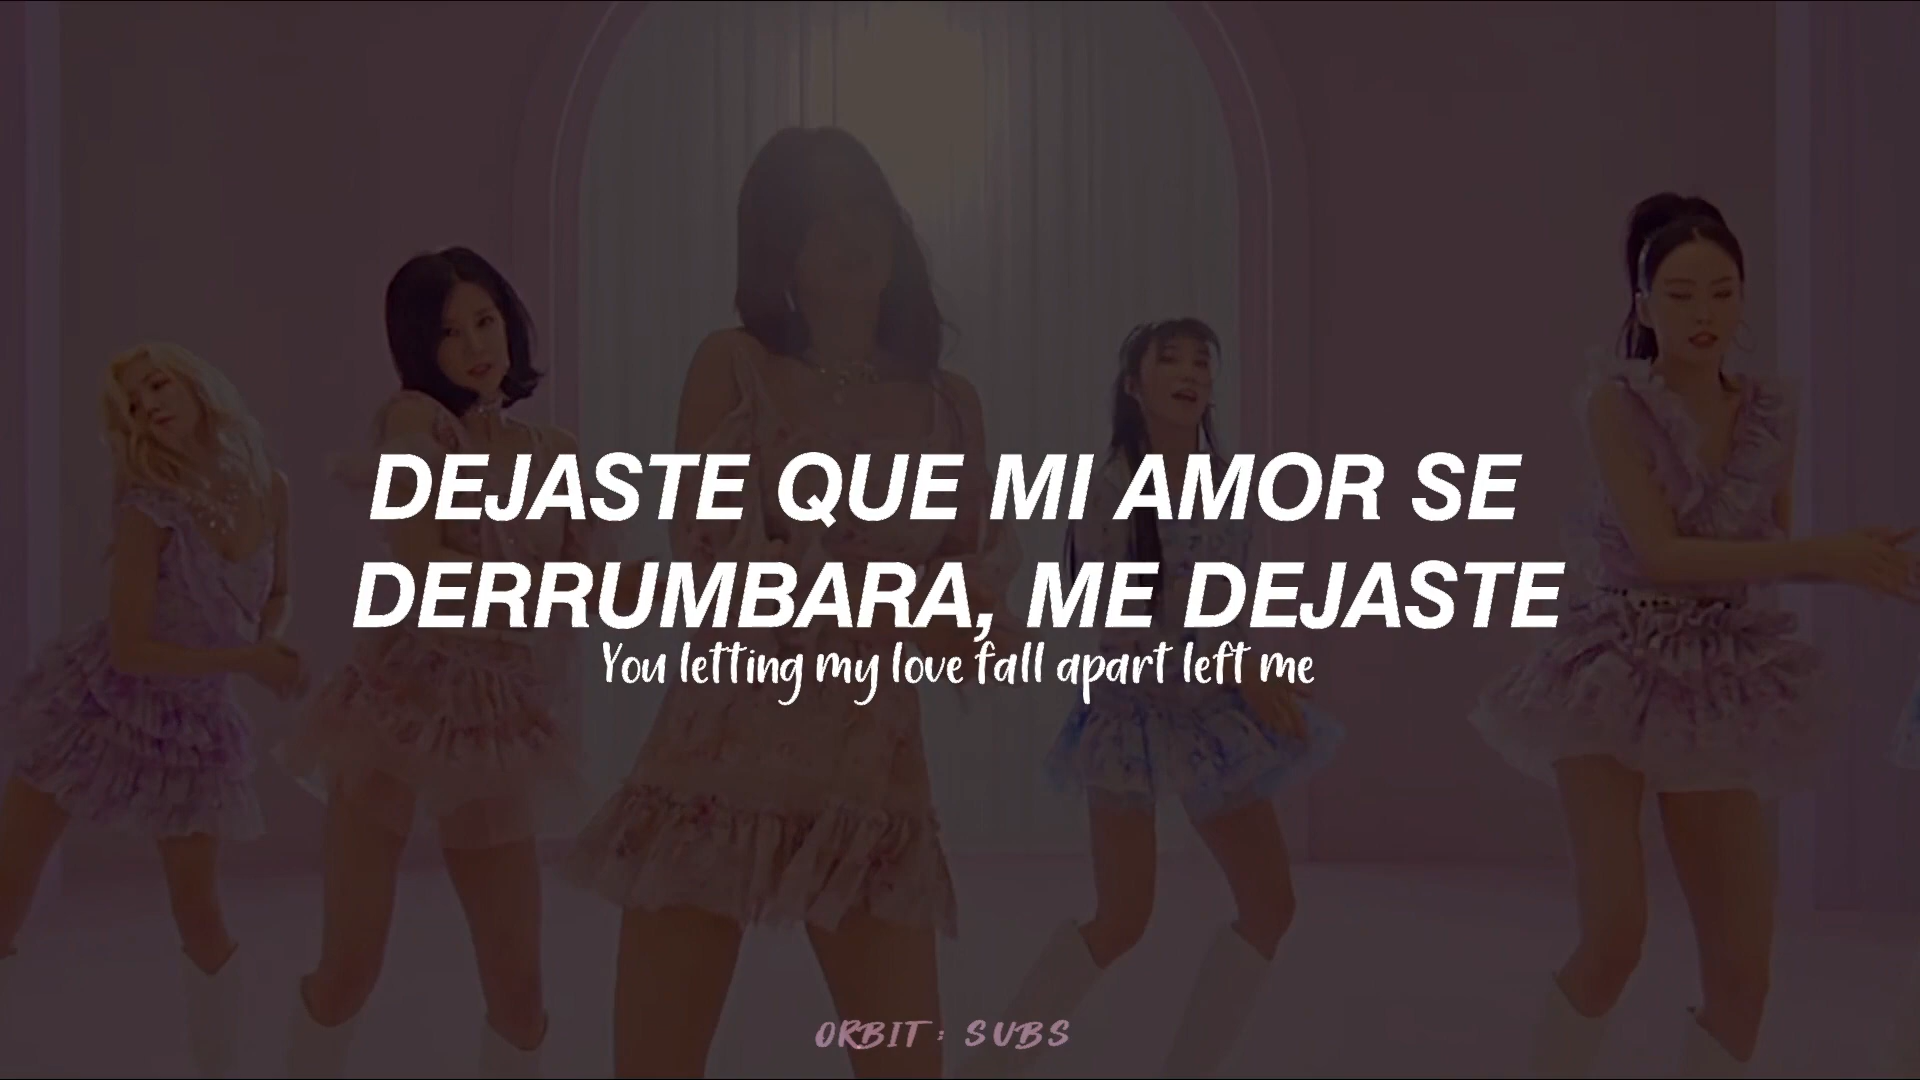 DEJASTE QUE MI AMOR SE
DERRUMBARA, ME DEJASTE
You letting my love fall apart left me
ORBIT : SUBS